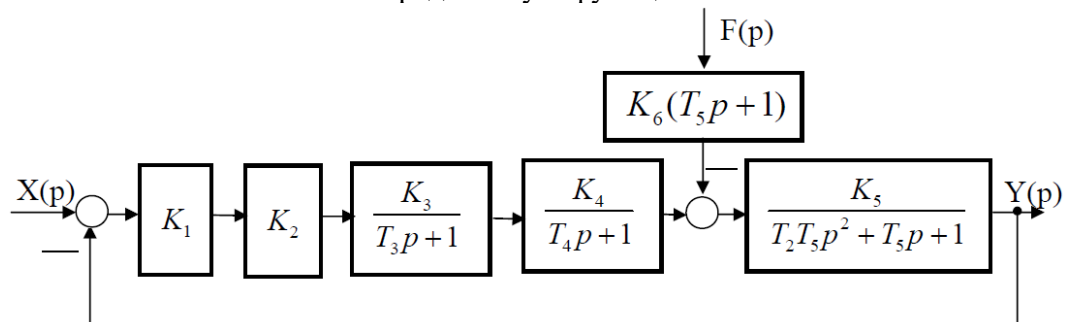 F(p)
K₆(T₅p + 1)
X(p)
K₁
K₂
K₃
T₃p + 1
K₄
T₄p + 1
K₅
T₂T₅p² + T₅p + 1
Y(p)